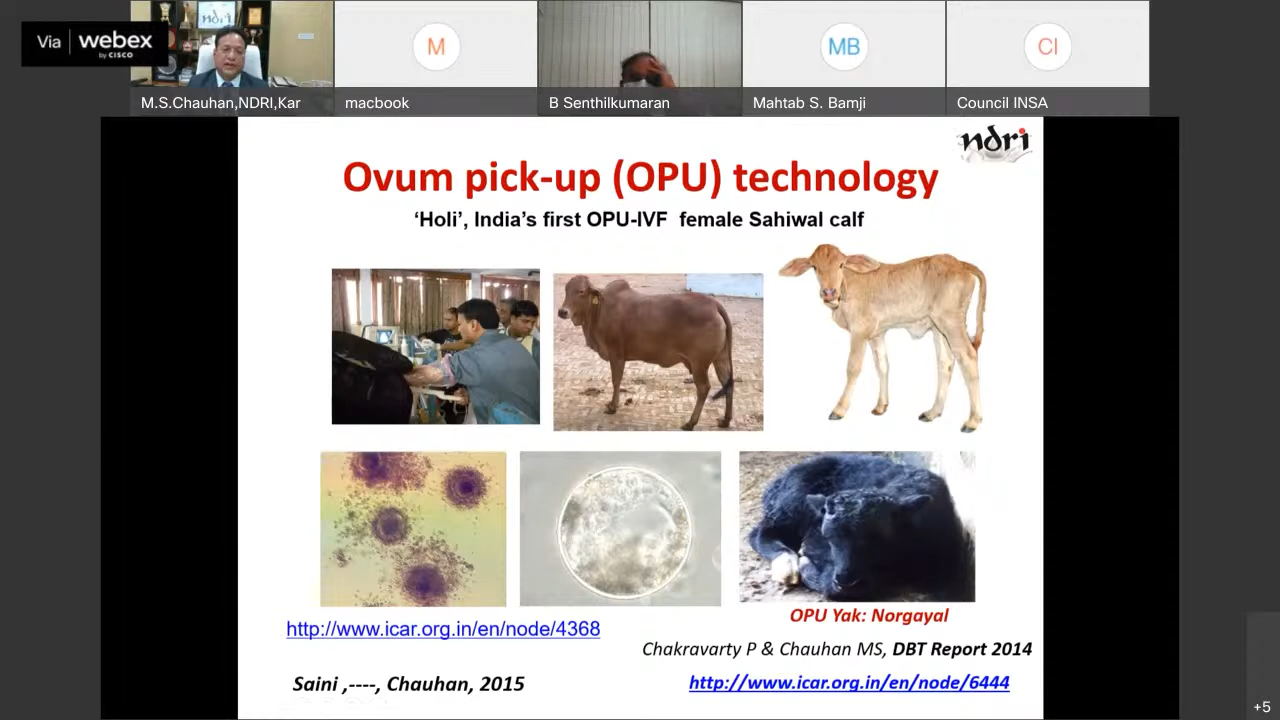 Via webex
by CISCO
ndri
M.S.Chauhan,NDRI,Kar
M
macbook
B Senthilkumaran
MB
Mahtab S. Bamji
CI
Council INSA
ndri
Ovum pick-up (OPU) technology
‘Holi’, India’s first OPU-IVF female Sahiwal calf
OPU Yak: Norgayal
http://www.icar.org.in/en/node/4368
Chakravarty P & Chauhan MS, DBT Report 2014
Saini ,----, Chauhan, 2015
http://www.icar.org.in/en/node/6444
+5